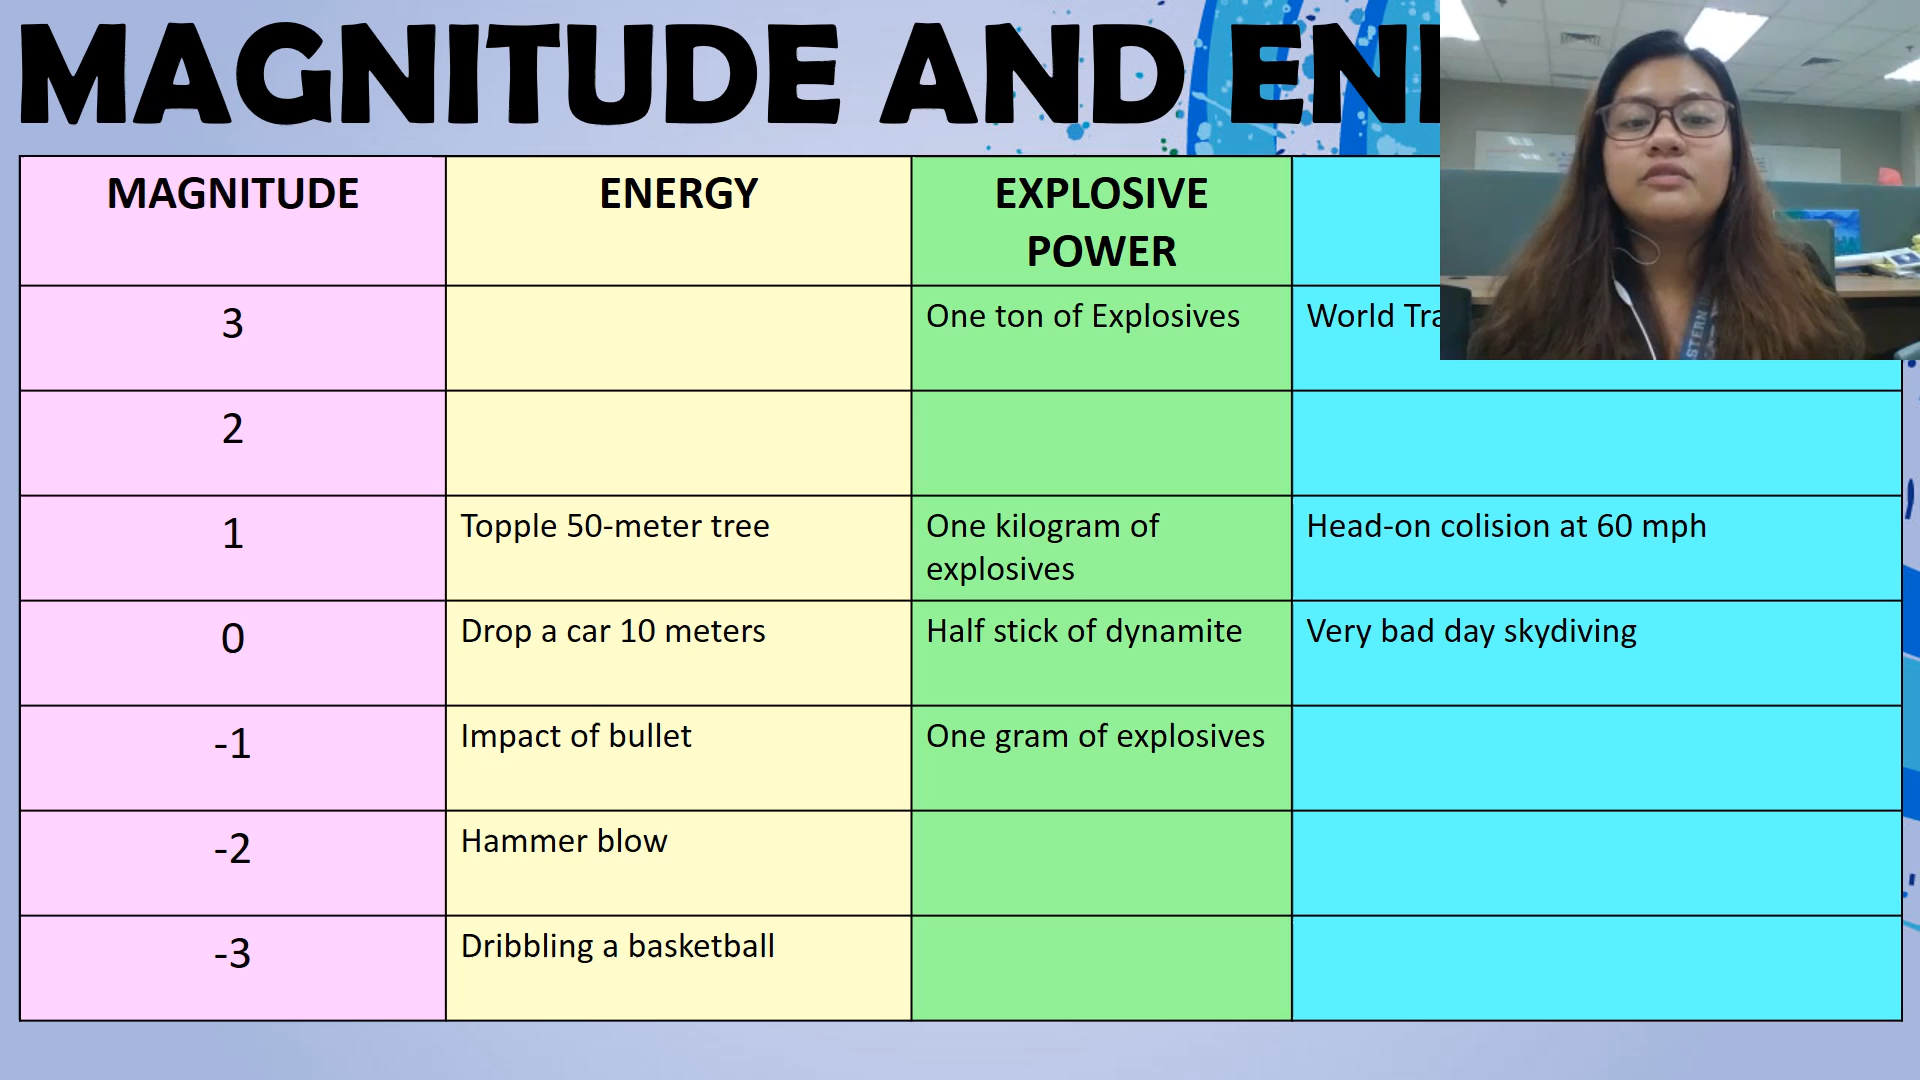 MAGNITUDE AND EN
MAGNITUDE
ENERGY
EXPLOSIVE
POWER
3
One ton of Explosives
World Tra
2
1
Topple 50-meter tree
One kilogram of
explosives
Head-on colision at 60 mph
0
Drop a car 10 meters
Half stick of dynamite
Very bad day skydiving
-1
Impact of bullet
One gram of explosives
-2
Hammer blow
-3
Dribbling a basketball
STERN